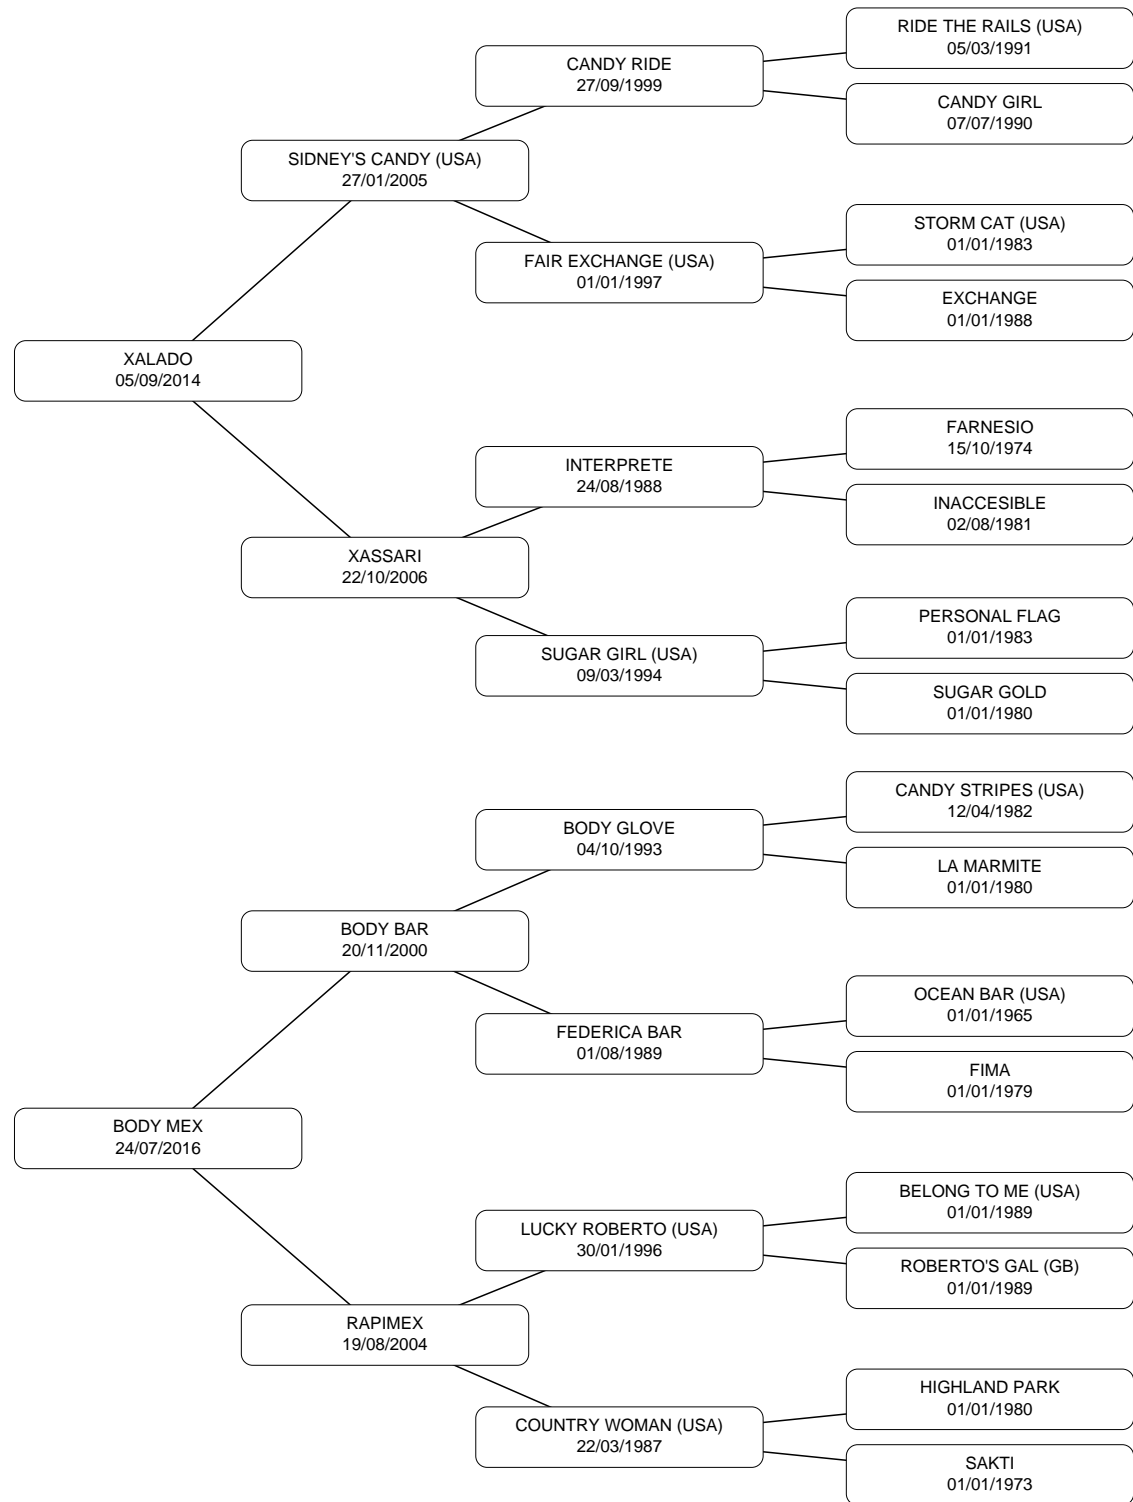 RIDE THE RAILS (USA)
05/03/1991
CANDY RIDE
27/09/1999
CANDY GIRL
07/07/1990
SIDNEY'S CANDY (USA)
27/01/2005
STORM CAT (USA)
01/01/1983
FAIR EXCHANGE (USA)
01/01/1997
EXCHANGE
01/01/1988
XALADO
05/09/2014
FARNESIO
15/10/1974
INTERPRETE
24/08/1988
INACCESIBLE
02/08/1981
XASSARI
22/10/2006
PERSONAL FLAG
01/01/1983
SUGAR GIRL (USA)
09/03/1994
SUGAR GOLD
01/01/1980
CANDY STRIPES (USA)
12/04/1982
BODY GLOVE
04/10/1993
LA MARMITE
01/01/1980
BODY BAR
20/11/2000
OCEAN BAR (USA)
01/01/1965
FEDERICA BAR
01/08/1989
FIMA
01/01/1979
BODY MEX
24/07/2016
BELONG TO ME (USA)
01/01/1989
LUCKY ROBERTO (USA)
30/01/1996
ROBERTO'S GAL (GB)
01/01/1989
RAPIMEX
19/08/2004
HIGHLAND PARK
01/01/1980
COUNTRY WOMAN (USA)
22/03/1987
SAKTI
01/01/1973